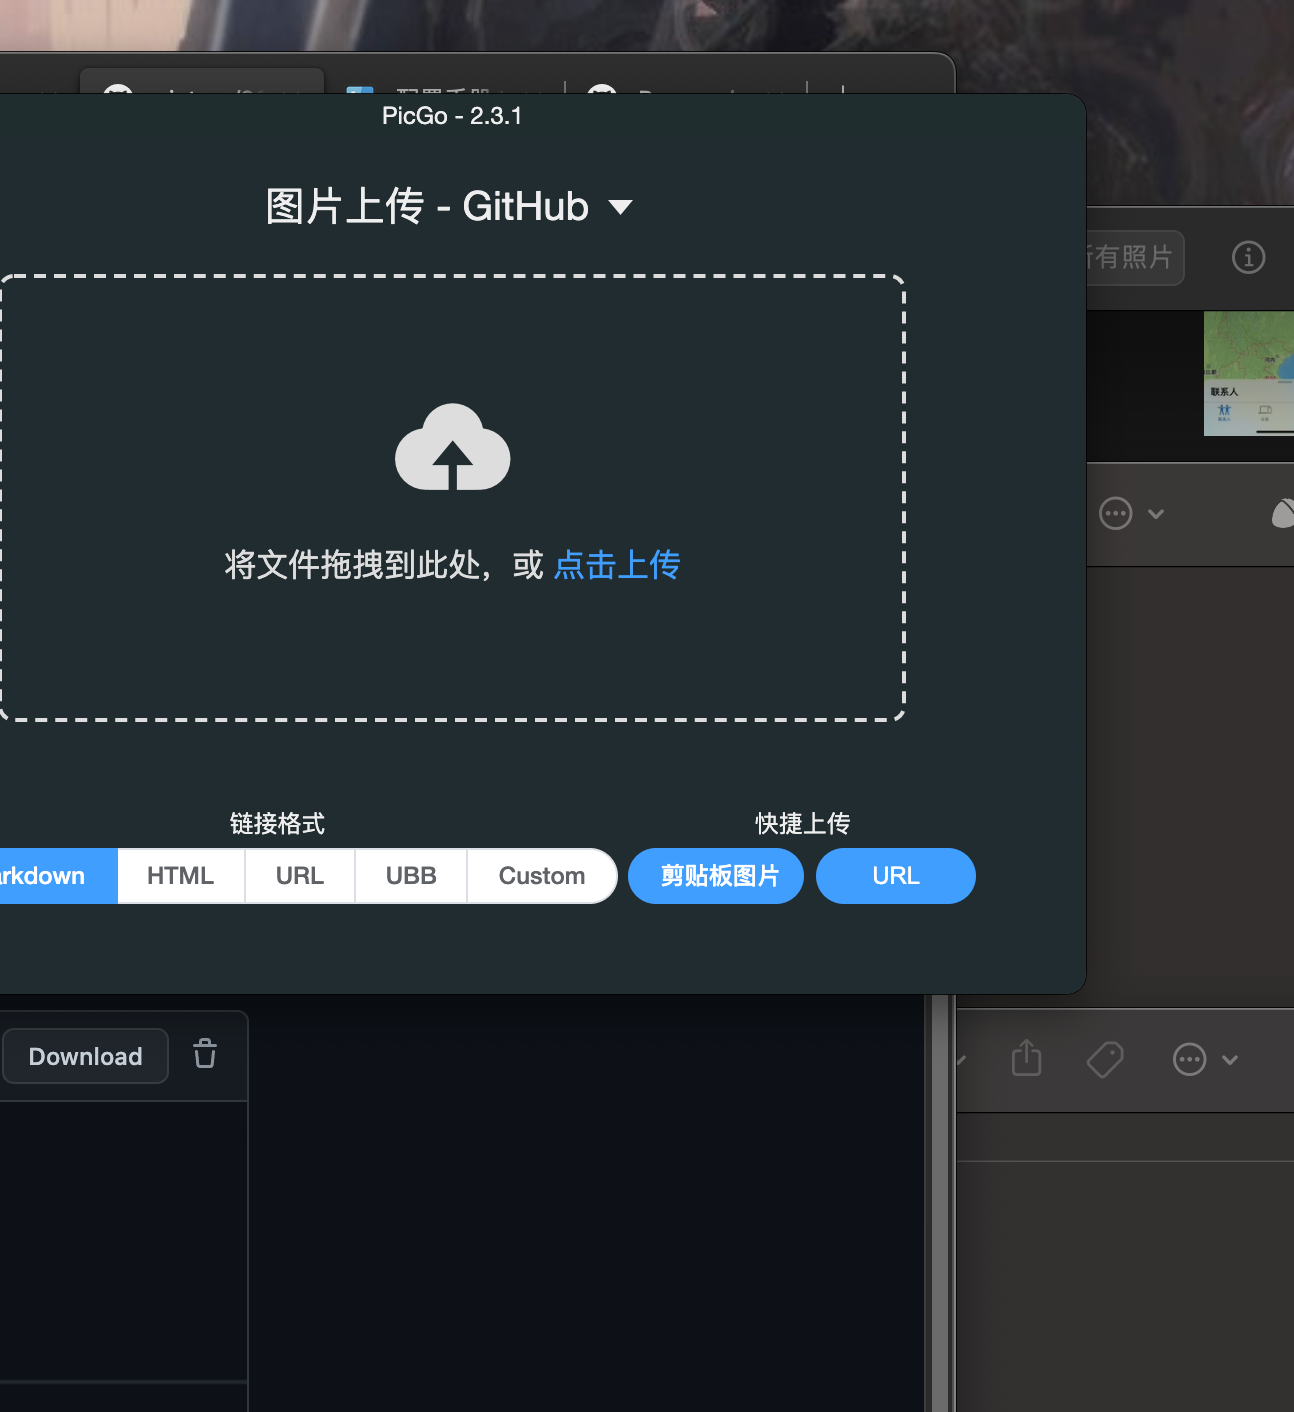 PicGo - 2.3.1
图片上传 - GitHub
所有照片
联系人
将文件拖拽到此处，或 点击上传
链接格式
快捷上传
arkdown
HTML
URL
UBB
Custom
剪贴板图片
URL
Download